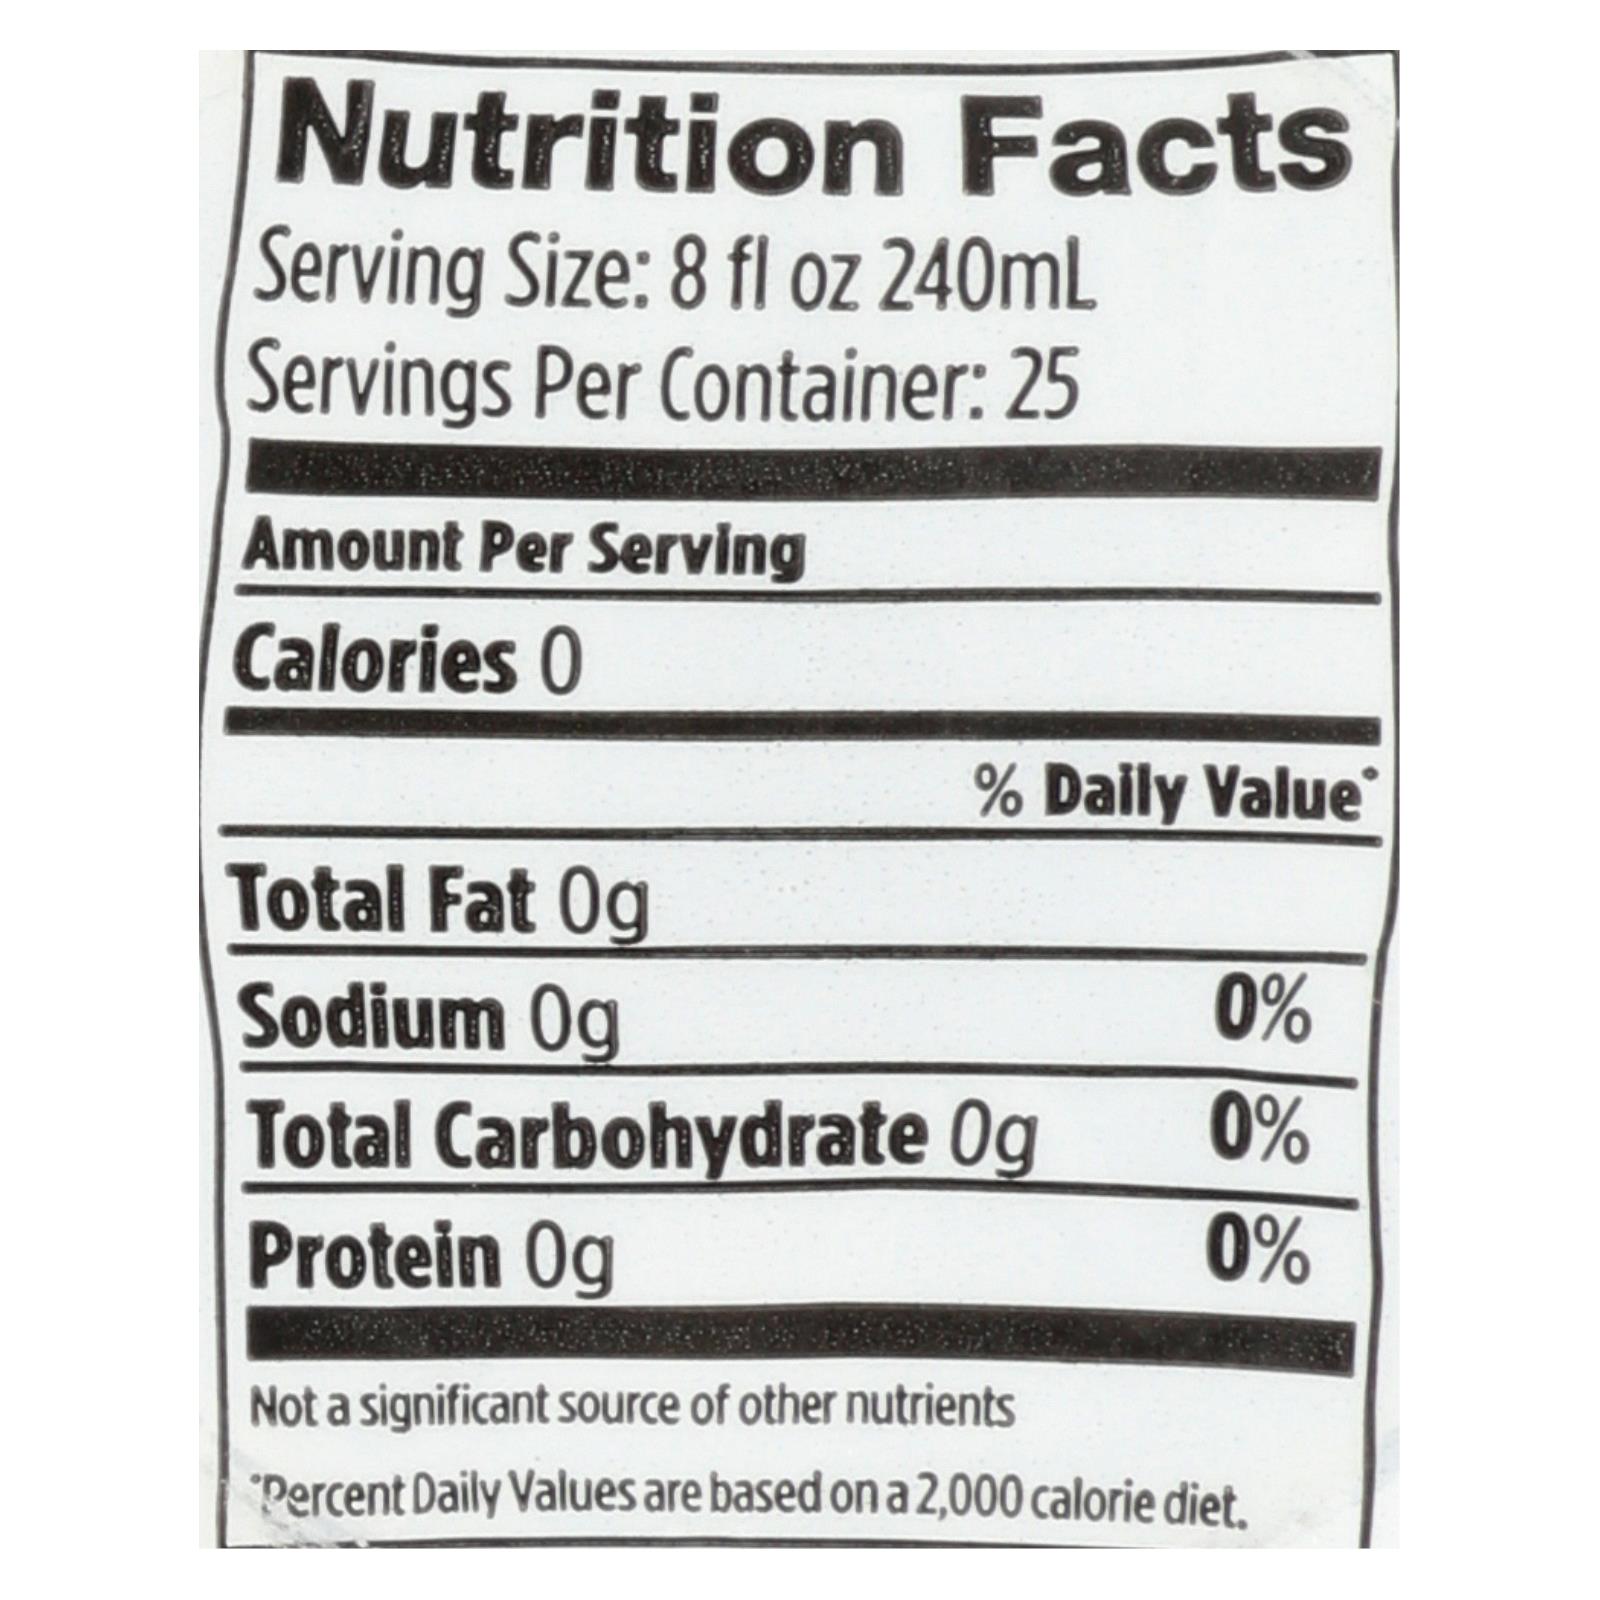 Nutrition Facts
Serving Size: 8 fl oz 240mL
Servings Per Container: 25
Amount Per Serving
Calories 0
% Daily Value*
Total Fat 0g
Sodium 0g 0%
Total Carbohydrate 0g 0%
Protein 0g 0%
Not a significant source of other nutrients
*Percent Daily Values are based on a 2,000 calorie diet.